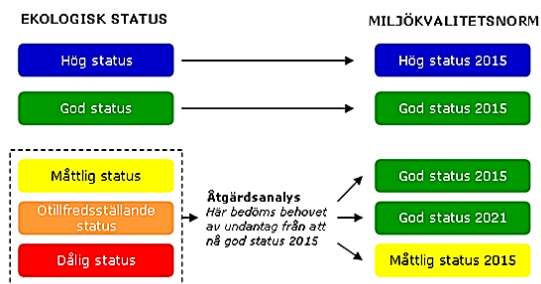 EKOLOGISK STATUS
MILJÖKVALITETSNORM
Hög status
Hög status 2015
God status
God status 2015
Måttlig status
Otillfredsställande
status
Dålig status
Åtgärdsanalys
Här bedöms behovet
av undantag från att
nå god status 2015
God status 2015
God status 2021
Måttlig status 2015